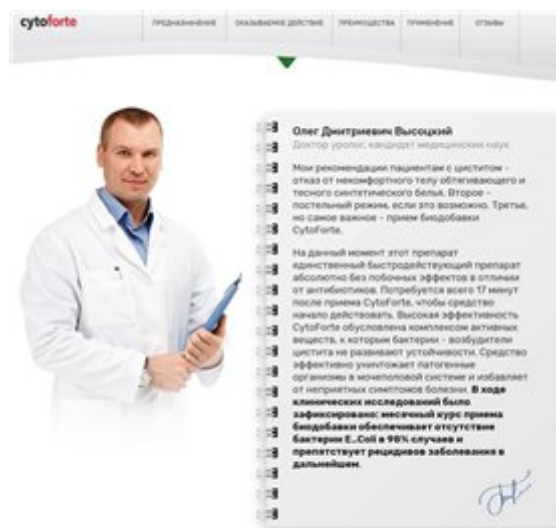 cytoforte
ПРЕДНАЗНАЧЕНИЕ
ОКАЗЫВАЕМОЕ ДЕЙСТВИЕ
ПРЕИМУЩЕСТВА
ПРИМЕНЕНИЕ
ОТЗЫВЫ
Олег Дмитриевич Высоцкий
Доктор уролог, кандидат медицинских наук
Мои рекомендации пациентам с циститом -
отказ от некомфортного телу обтягивающего и
тесного синтетического белья. Второе -
постельный режим, если это возможно. Третье,
но самое важное - прием биодобавки
CytoForte.
На данный момент этот препарат
единственный быстродействующий препарат
абсолютно без побочных эффектов в отличии
от антибиотиков. Потребуется всего 17 минут
после приема CytoForte, чтобы средство
начало действовать. Высокая эффективность
CytoForte обусловлена комплексом активных
веществ, к которым бактерии - возбудители
цистита не развивают устойчивости. Средство
эффективно уничтожает патогенные
организмы в мочеполовой системе и избавляет
от неприятных симптомов болезни. В ходе
клинических исследований было
зафиксировано: месячный курс приема
биодобавки обеспечивает отсутствие
бактерии E..Coli в 98% случаев и
препятствует рецидивов заболевания в
дальнейшем.